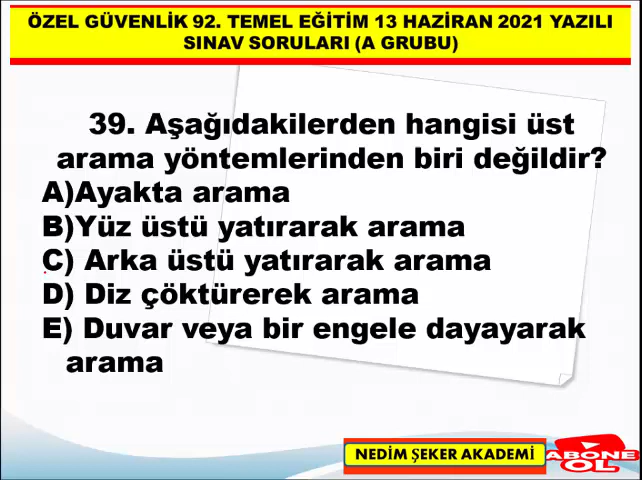 ÖZEL GÜVENLİK 92. TEMEL EĞİTİM 13 HAZİRAN 2021 YAZILI
SINAV SORULARI (A GRUBU)
39. Aşağıdakilerden hangisi üst
arama yöntemlerinden biri değildir?
A)Ayakta arama
B)Yüz üstü yatırarak arama
C) Arka üstü yatırarak arama
D) Diz çöktürerek arama
E) Duvar veya bir engele dayayarak
arama
NEDİM ŞEKER AKADEMİ
ABONE
OL